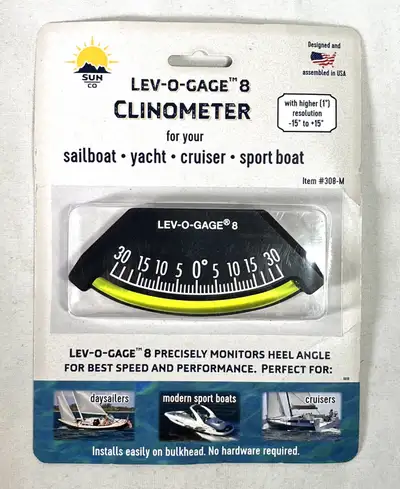 SUN
CO
LEV-O-GAGE™ 8
CLINOMETER
for your
sailboat • yacht • cruiser • sport boat
Designed and
assembled in USA
with higher (1°)
resolution
-15° to +15°
Item #308-M
LEV-O-GAGE® 8
30 15 10 5 0° 5 10 15 30
LEV-O-GAGE™ 8 PRECISELY MONITORS HEEL ANGLE
FOR BEST SPEED AND PERFORMANCE. PERFECT FOR:
daysailers
modern sport boats
cruisers
Installs easily on bulkhead. No hardware required.